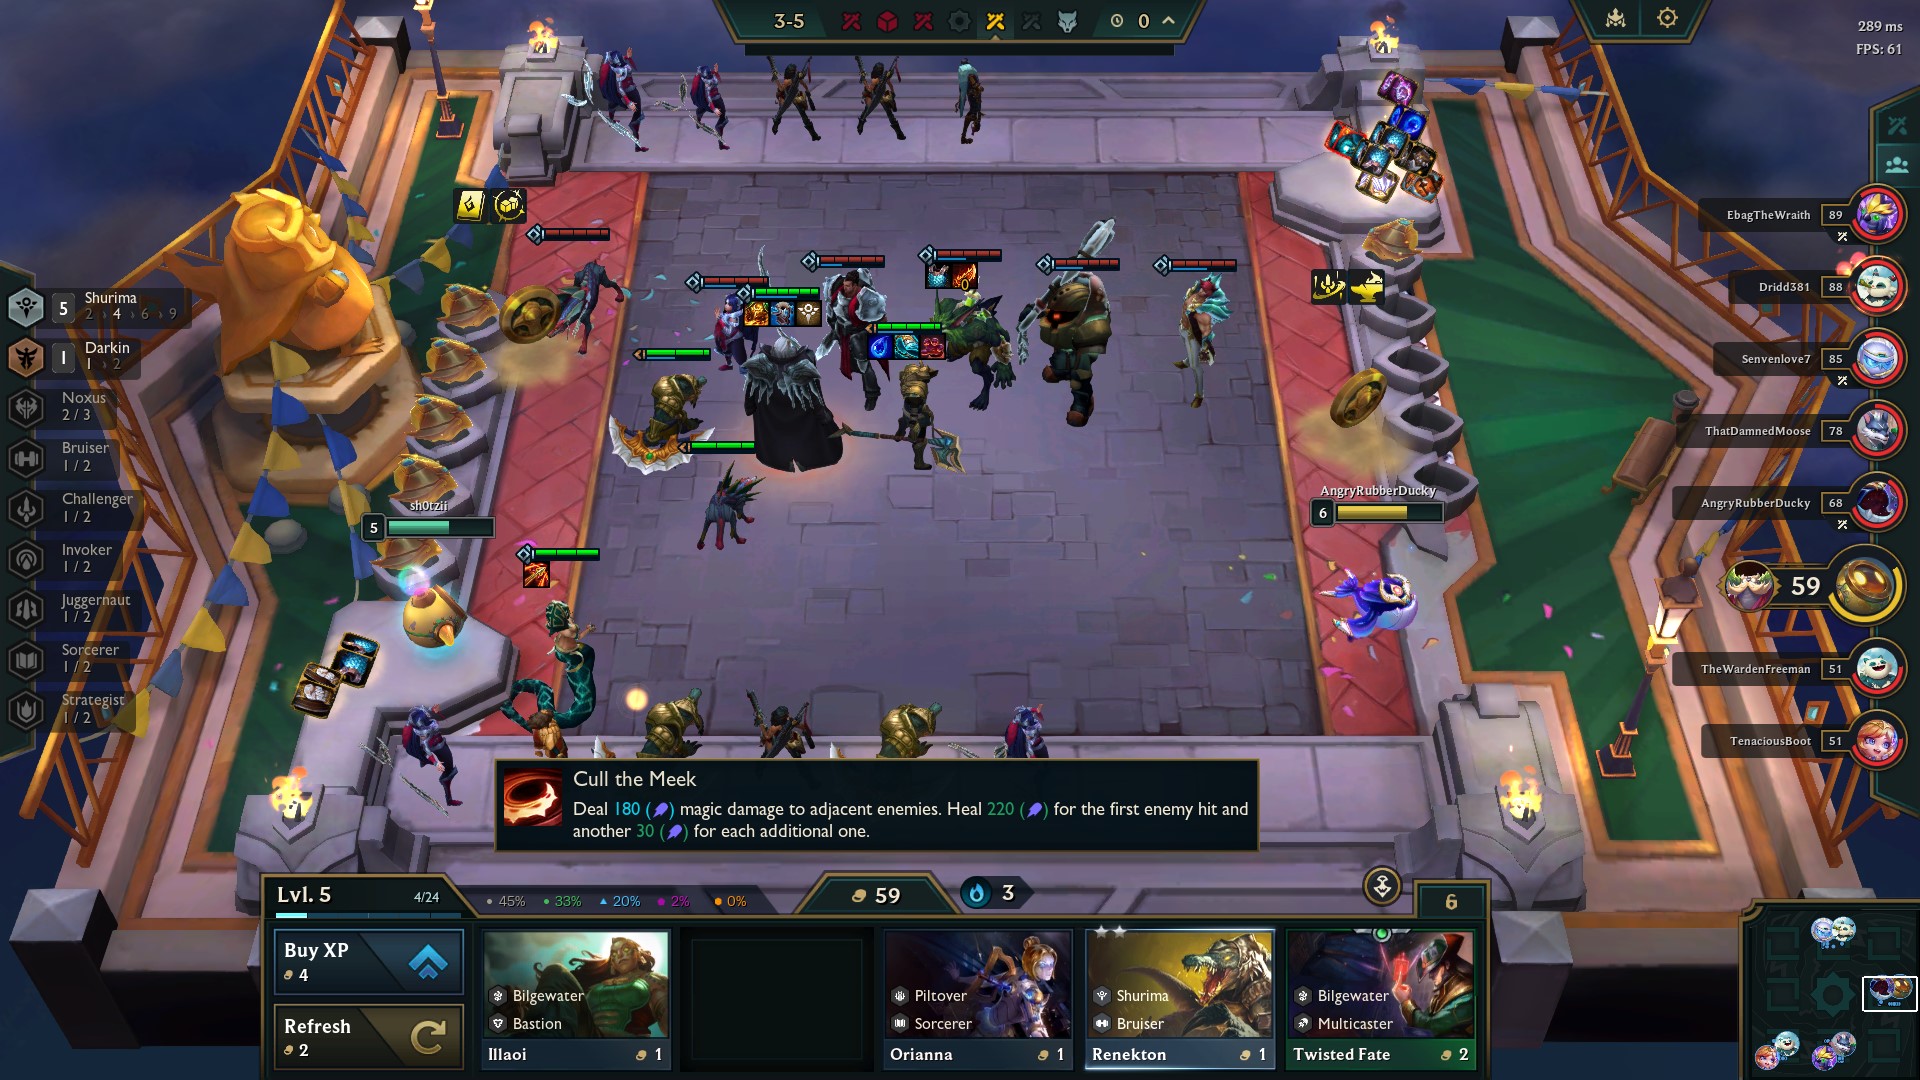 3-5
0
289 ms
FPS: 61
EbagTheWraith 89
Dridd381 88
Senvenlove7 85
ThatDamnedMoose 78
AngryRubberDucky 68
59
TheWardenFreeman 51
TenaciousBoot 51
5 Shurima
2 › 4 › 6 › 9
1 Darkin
1 › 2
Noxus
2 / 3
Bruiser
1 / 2
Challenger
1 / 2
Invoker
1 / 2
Juggernaut
1 / 2
Sorcerer
1 / 2
Strategist
1 / 2
sh0tzii
5
AngryRubberDucky
6
0
Cull the Meek
Deal 180 ( ) magic damage to adjacent enemies. Heal 220 ( ) for the first enemy hit and
another 30 ( ) for each additional one.
Lvl. 5 4/24
45% 33% 20% 2% 0%
59
3
6
Buy XP
4
Refresh
2
Bilgewater
Bastion
Illaoi 1
Piltover
Sorcerer
Orianna 1
Shurima
Bruiser
Renekton 1
Bilgewater
Multicaster
Twisted Fate 2